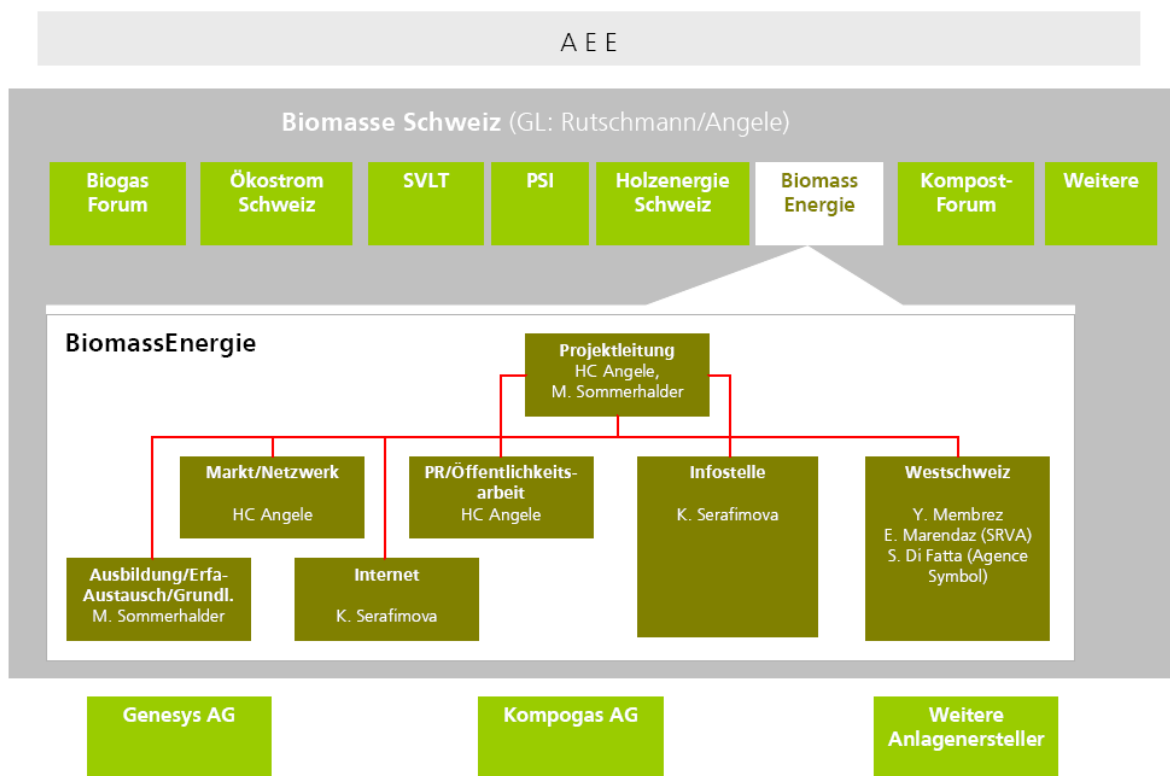 A E E
Biomasse Schweiz (GL: Rutschmann/Angele)
Biogas
Forum
Ökostrom
Schweiz
SVLT
PSI
Holzenergie
Schweiz
Biomass
Energie
Kompost-
Forum
Weitere
BiomassEnergie
Projektleitung
HC Angele,
M. Sommerhalder
Markt/Netzwerk
HC Angele
PR/Öffentlichkeits-
arbeit
HC Angele
Infostelle
K. Serafimova
Westschweiz
Y. Membrez
E. Marendaz (SRVA)
S. Di Fatta (Agence
Symbol)
Ausbildung/Erfa-
Austausch/Grundl.
M. Sommerhalder
Internet
K. Serafimova
Genesys AG
Kompogas AG
Weitere
Anlagenersteller